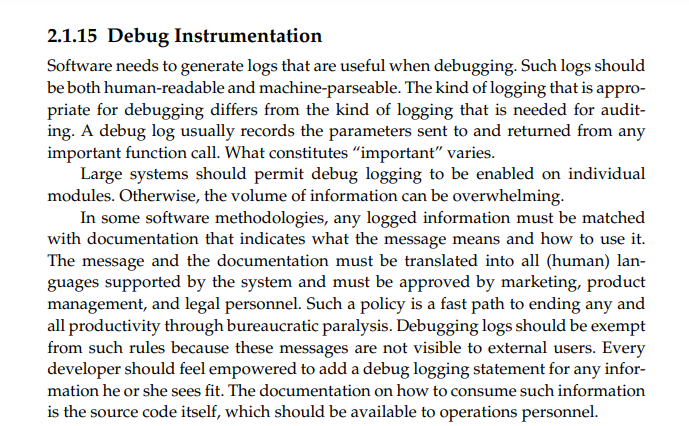 2.1.15 Debug Instrumentation
Software needs to generate logs that are useful when debugging. Such logs should
be both human-readable and machine-parseable. The kind of logging that is appro-
priate for debugging differs from the kind of logging that is needed for audit-
ing. A debug log usually records the parameters sent to and returned from any
important function call. What constitutes “important” varies.
Large systems should permit debug logging to be enabled on individual
modules. Otherwise, the volume of information can be overwhelming.
In some software methodologies, any logged information must be matched
with documentation that indicates what the message means and how to use it.
The message and the documentation must be translated into all (human) lan-
guages supported by the system and must be approved by marketing, product
management, and legal personnel. Such a policy is a fast path to ending any and
all productivity through bureaucratic paralysis. Debugging logs should be exempt
from such rules because these messages are not visible to external users. Every
developer should feel empowered to add a debug logging statement for any infor-
mation he or she sees fit. The documentation on how to consume such information
is the source code itself, which should be available to operations personnel.